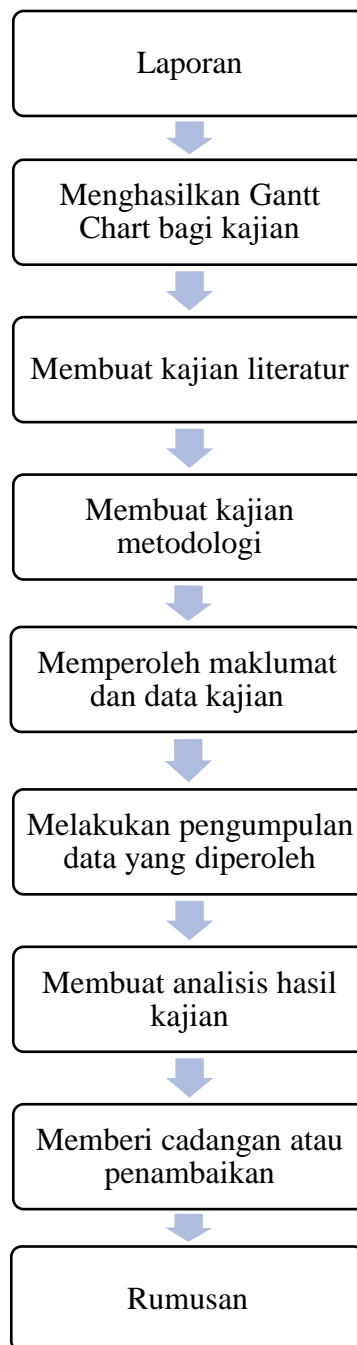 Laporan
Menghasilkan Gantt
Chart bagi kajian
Membuat kajian literatur
Membuat kajian
metodologi
Memperoleh maklumat
dan data kajian
Melakukan pengumpulan
data yang diperoleh
Membuat analisis hasil
kajian
Memberi cadangan atau
penambaikan
Rumusan